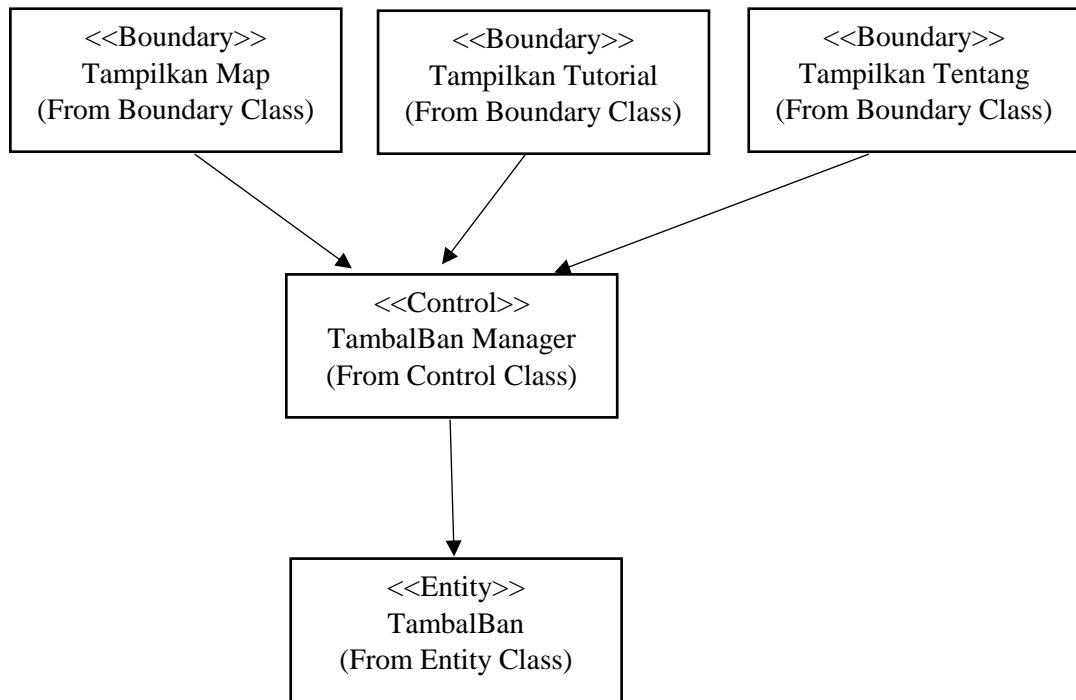 <<Boundary>>
Tampilkan Map
(From Boundary Class)
<<Boundary>>
Tampilkan Tutorial
(From Boundary Class)
<<Boundary>>
Tampilkan Tentang
(From Boundary Class)
<<Control>>
TambalBan Manager
(From Control Class)
<<Entity>>
TambalBan
(From Entity Class)